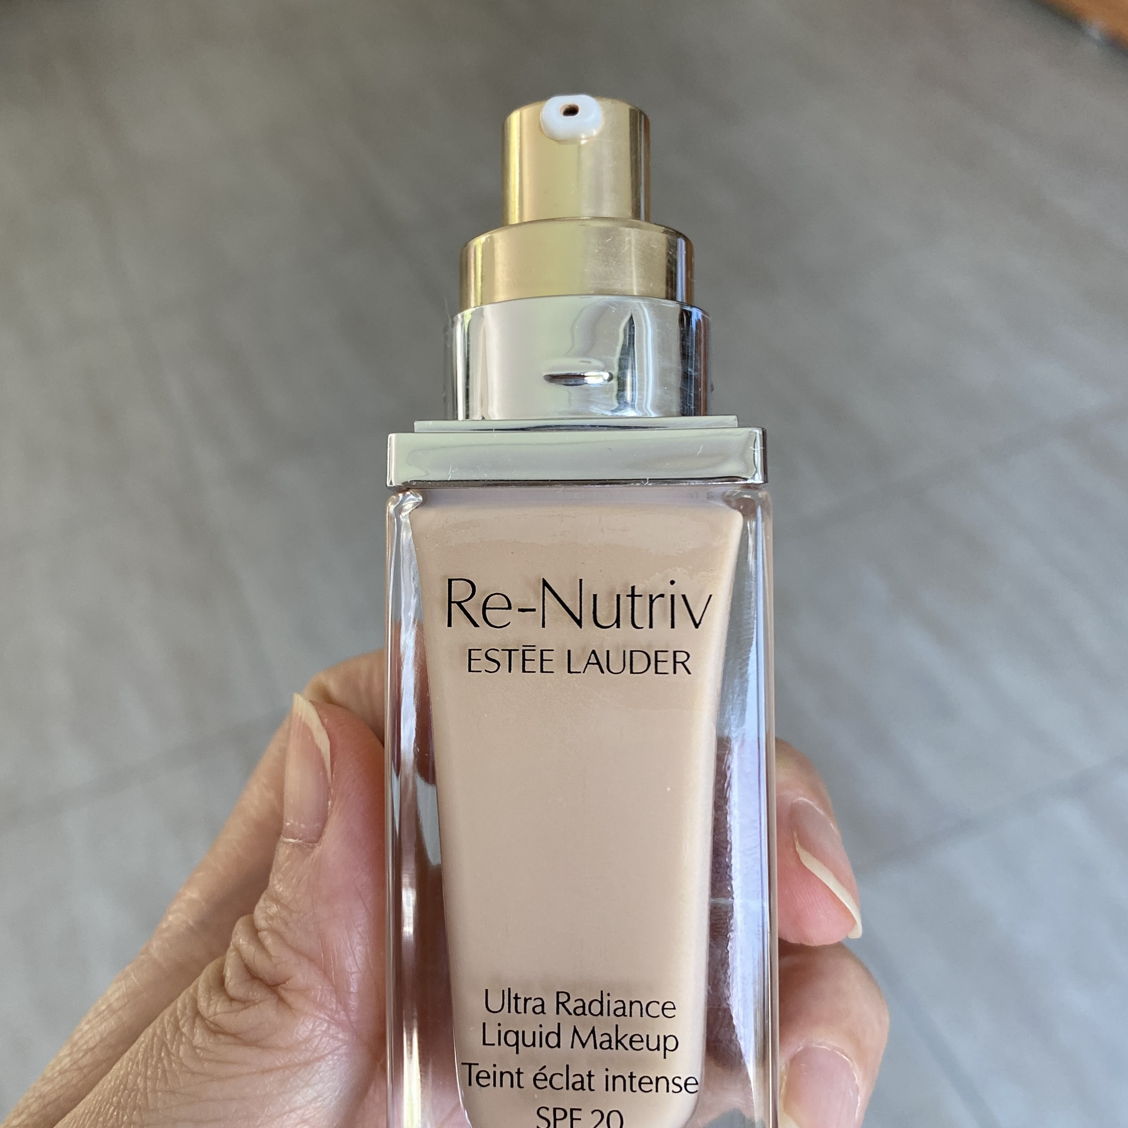 Re-Nutriv
ESTĒE LAUDER
Ultra Radiance
Liquid Makeup
Teint éclat intense
SPF 20